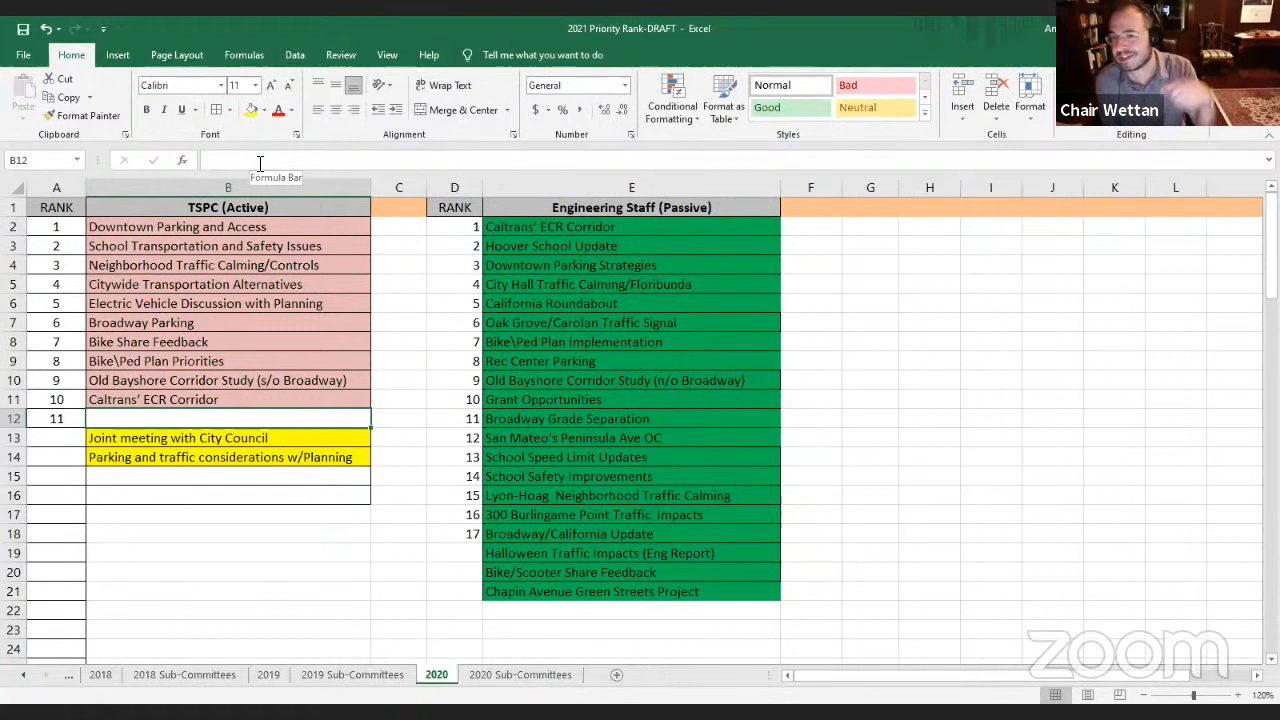 2021 Priority Rank-DRAFT - Excel
File Home Insert Page Layout Formulas Data Review View Help Tell me what you want to do
Cut
Copy
Format Painter
Paste
Clipboard
Calibri 11
B I U
Font
Wrap Text
Merge & Center
Alignment
General
$ % ,
Number
Conditional Formatting
Format as Table
Normal Bad
Good Neutral
Styles
Insert Delete Format
Cells
Editing
Chair Wettan
B12
fx
Formula Bar
A B C D E F G H I J K L
1 RANK TSPC (Active) RANK Engineering Staff (Passive)
2 1 Downtown Parking and Access 1 Caltrans' ECR Corridor
3 2 School Transportation and Safety Issues 2 Hoover School Update
4 3 Neighborhood Traffic Calming/Controls 3 Downtown Parking Strategies
5 4 Citywide Transportation Alternatives 4 City Hall Traffic Calming/Floribunda
6 5 Electric Vehicle Discussion with Planning 5 California Roundabout
7 6 Broadway Parking 6 Oak Grove/Carolan Traffic Signal
8 7 Bike Share Feedback 7 Bike\Ped Plan Implementation
9 8 Bike\Ped Plan Priorities 8 Rec Center Parking
10 9 Old Bayshore Corridor Study (s/o Broadway) 9 Old Bayshore Corridor Study (n/o Broadway)
11 10 Caltrans' ECR Corridor 10 Grant Opportunities
12 11 11 Broadway Grade Separation
13 Joint meeting with City Council 12 San Mateo's Peninsula Ave OC
14 Parking and traffic considerations w/Planning 13 School Speed Limit Updates
15 14 School Safety Improvements
16 15 Lyon-Hoag Neighborhood Traffic Calming
17 16 300 Burlingame Point Traffic Impacts
18 17 Broadway/California Update
19 Halloween Traffic Impacts (Eng Report)
20 Bike/Scooter Share Feedback
21 Chapin Avenue Green Streets Project
22
23
24
zoom
... 2018 2018 Sub-Committees 2019 2019 Sub-Committees 2020 2020 Sub-Committees
120%